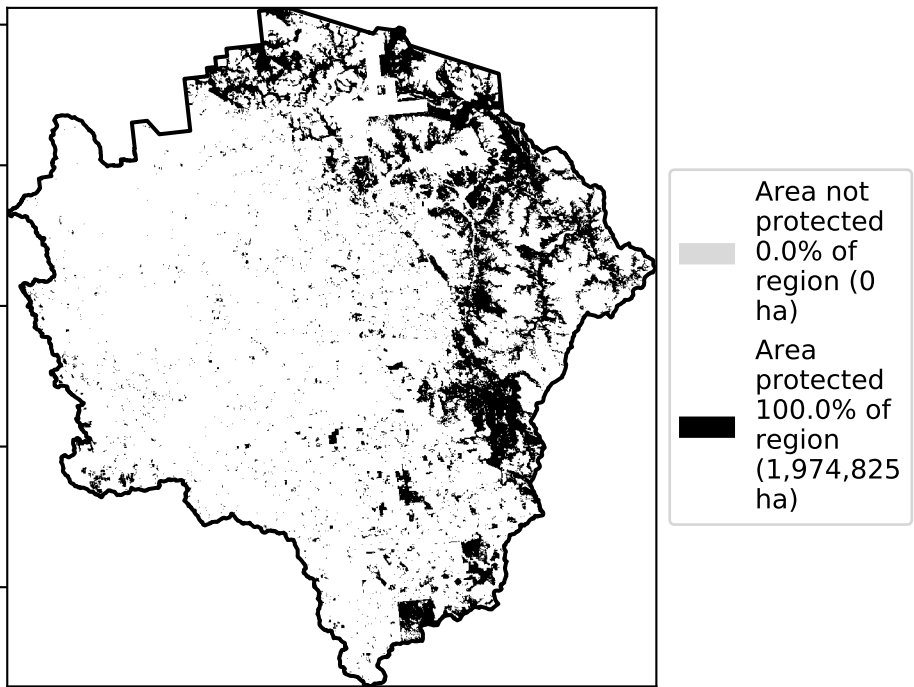 Area not
protected
0.0% of
region (0
ha)
Area
protected
100.0% of
region
(1,974,825
ha)